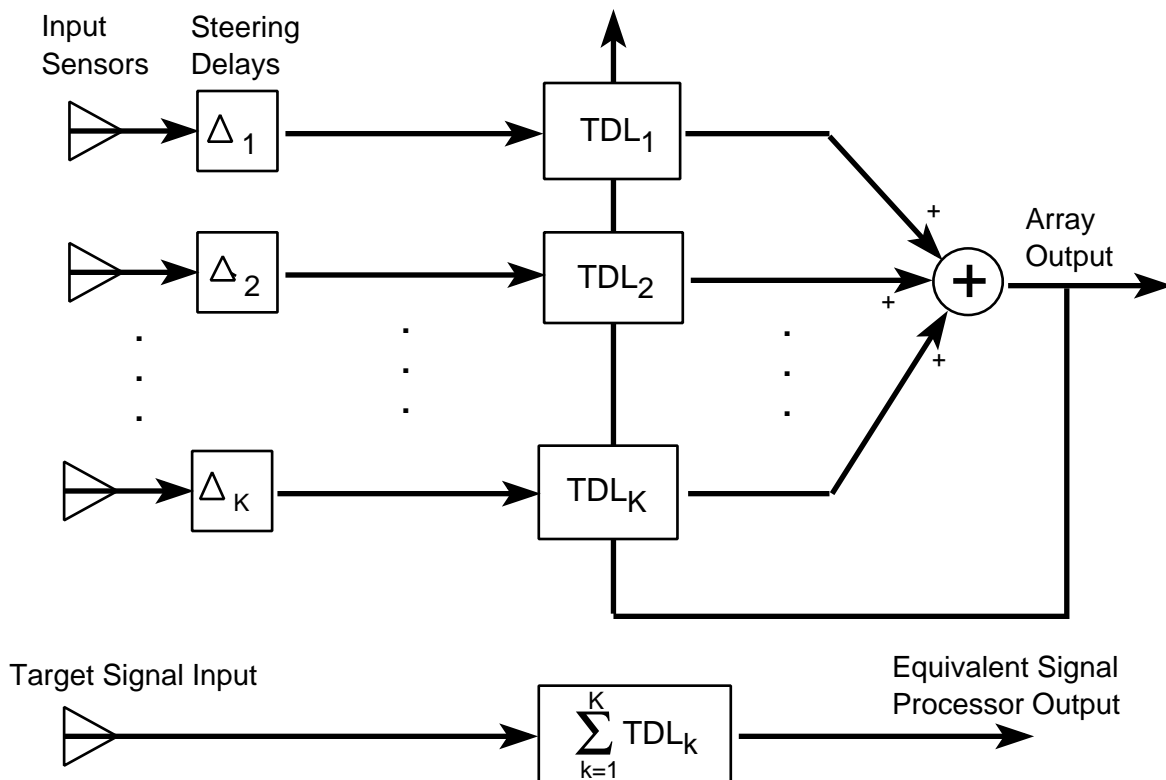 Input
Sensors
Steering
Delays
Δ 1
TDL1
+
Array
Output
Δ 2
TDL2
+
+
+
Δ K
TDLK
Target Signal Input
Equivalent Signal
Processor Output
K
∑ TDLk
k=1